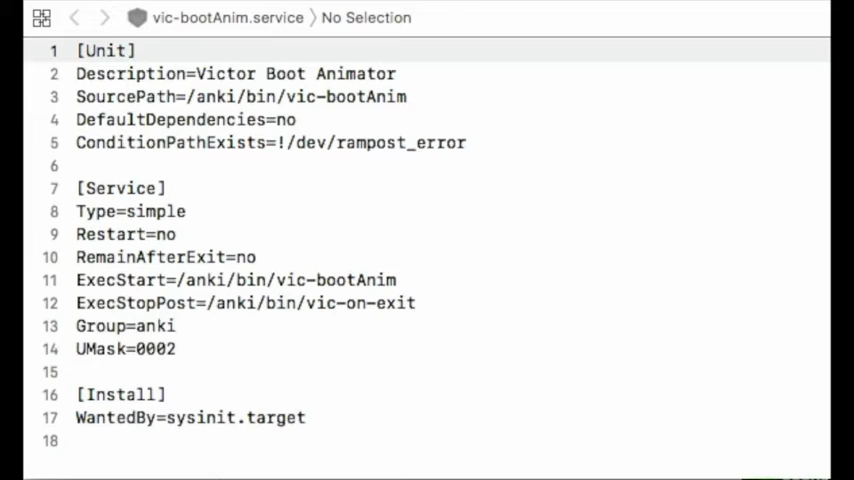 vic-bootAnim.service 〉No Selection
1 [Unit]
2 Description=Victor Boot Animator
3 SourcePath=/anki/bin/vic-bootAnim
4 DefaultDependencies=no
5 ConditionPathExists=!/dev/rampost_error
6
7 [Service]
8 Type=simple
9 Restart=no
10 RemainAfterExit=no
11 ExecStart=/anki/bin/vic-bootAnim
12 ExecStopPost=/anki/bin/vic-on-exit
13 Group=anki
14 UMask=0002
15
16 [Install]
17 WantedBy=sysinit.target
18